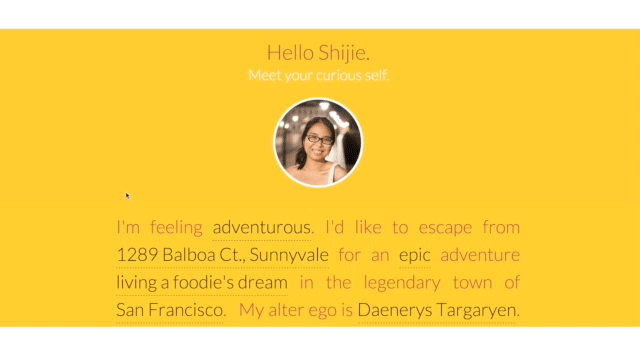 Hello Shijie.
Meet your curious self.
I'm feeling adventurous. I'd like to escape from
1289 Balboa Ct., Sunnyvale for an epic adventure
living a foodie's dream in the legendary town of
San Francisco. My alter ego is Daenerys Targaryen.